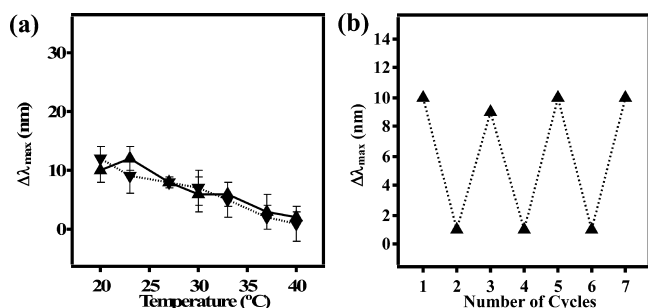 (a)
30
20
10
0
Δλmax (nm)
20 25 30 35 40
Temperature (ºC)
(b)
14
12
10
8
6
4
2
0
Δλmax (nm)
1 2 3 4 5 6 7
Number of Cycles